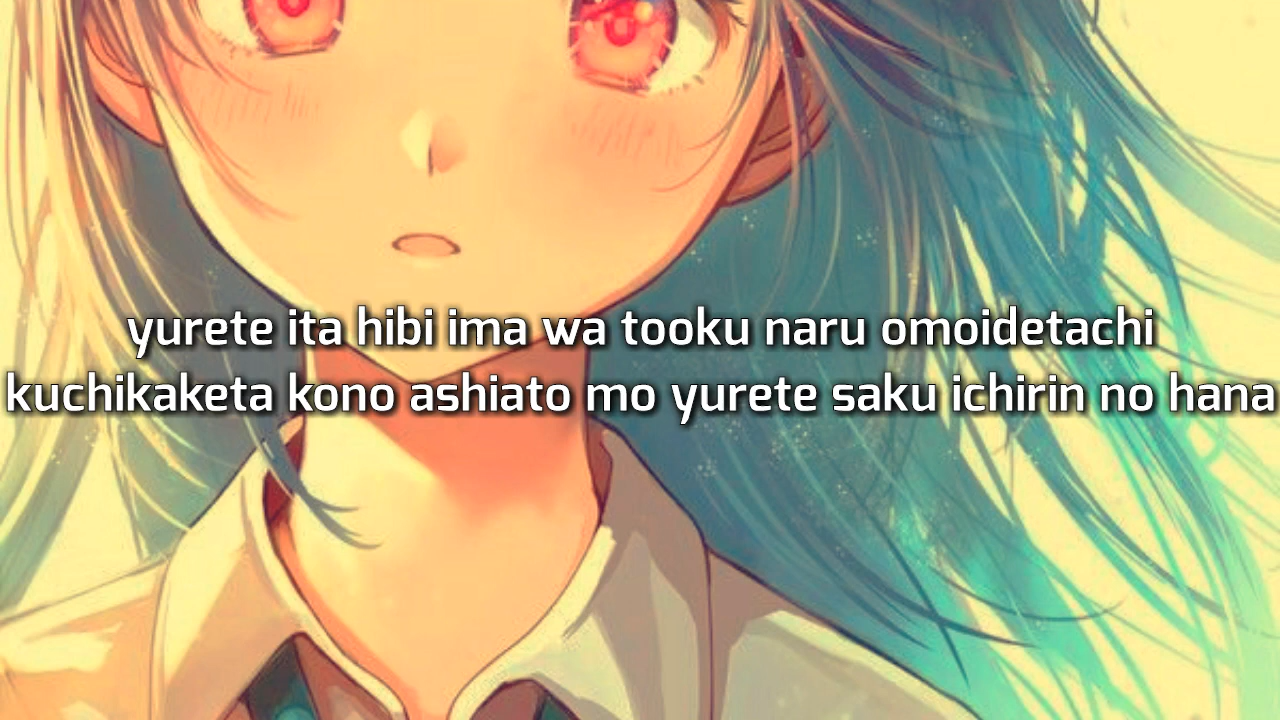 yurete ita hibi ima wa tooku naru omoidetachi
kuchikaketa kono ashiato mo yurete saku ichirin no hana